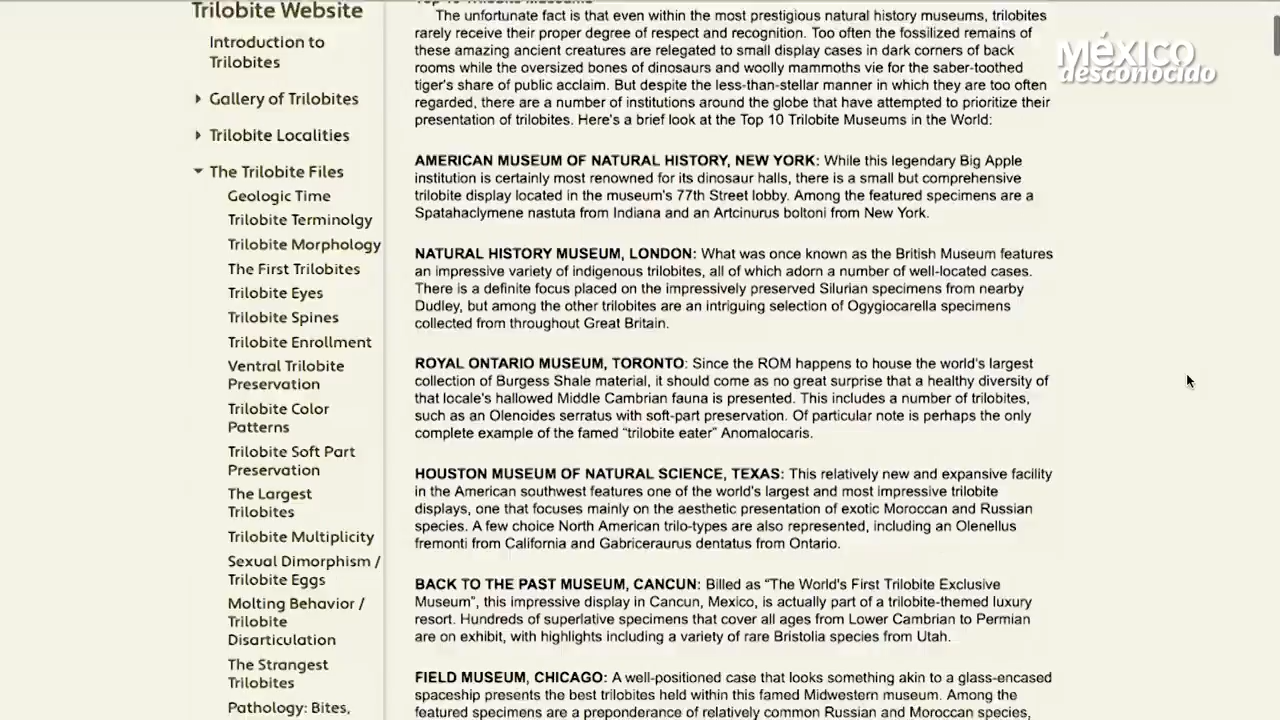 Trilobite Website
Introduction to
Trilobites
Gallery of Trilobites
Trilobite Localities
The Trilobite Files
Geologic Time
Trilobite Terminolgy
Trilobite Morphology
The First Trilobites
Trilobite Eyes
Trilobite Spines
Trilobite Enrollment
Ventral Trilobite
Preservation
Trilobite Color
Patterns
Trilobite Soft Part
Preservation
The Largest
Trilobites
Trilobite Multiplicity
Sexual Dimorphism /
Trilobite Eggs
Molting Behavior /
Trilobite
Disarticulation
The Strangest
Trilobites
Pathology: Bites,
Top 10 Trilobite Museums
The unfortunate fact is that even within the most prestigious natural history museums, trilobites
rarely receive their proper degree of respect and recognition. Too often the fossilized remains of
these amazing ancient creatures are relegated to small display cases in dark corners of back
rooms while the oversized bones of dinosaurs and woolly mammoths vie for the saber-toothed
tiger's share of public acclaim. But despite the less-than-stellar manner in which they are too often
regarded, there are a number of institutions around the globe that have attempted to prioritize their
presentation of trilobites. Here's a brief look at the Top 10 Trilobite Museums in the World:
AMERICAN MUSEUM OF NATURAL HISTORY, NEW YORK: While this legendary Big Apple
institution is certainly most renowned for its dinosaur halls, there is a small but comprehensive
trilobite display located in the museum's 77th Street lobby. Among the featured specimens are a
Spatahaclymene nastuta from Indiana and an Artcinurus boltoni from New York.
NATURAL HISTORY MUSEUM, LONDON: What was once known as the British Museum features
an impressive variety of indigenous trilobites, all of which adorn a number of well-located cases.
There is a definite focus placed on the impressively preserved Silurian specimens from nearby
Dudley, but among the other trilobites are an intriguing selection of Ogygiocarella specimens
collected from throughout Great Britain.
ROYAL ONTARIO MUSEUM, TORONTO: Since the ROM happens to house the world's largest
collection of Burgess Shale material, it should come as no great surprise that a healthy diversity of
that locale's hallowed Middle Cambrian fauna is presented. This includes a number of trilobites,
such as an Olenoides serratus with soft-part preservation. Of particular note is perhaps the only
complete example of the famed “trilobite eater” Anomalocaris.
HOUSTON MUSEUM OF NATURAL SCIENCE, TEXAS: This relatively new and expansive facility
in the American southwest features one of the world's largest and most impressive trilobite
displays, one that focuses mainly on the aesthetic presentation of exotic Moroccan and Russian
species. A few choice North American trilo-types are also represented, including an Olenellus
fremonti from California and Gabriceraurus dentatus from Ontario.
BACK TO THE PAST MUSEUM, CANCUN: Billed as “The World's First Trilobite Exclusive
Museum”, this impressive display in Cancun, Mexico, is actually part of a trilobite-themed luxury
resort. Hundreds of superlative specimens that cover all ages from Lower Cambrian to Permian
are on exhibit, with highlights including a variety of rare Bristolia species from Utah.
FIELD MUSEUM, CHICAGO: A well-positioned case that looks something akin to a glass-encased
spaceship presents the best trilobites held within this famed Midwestern museum. Among the
featured specimens are a preponderance of relatively common Russian and Moroccan species,
MéXICO
desconocido